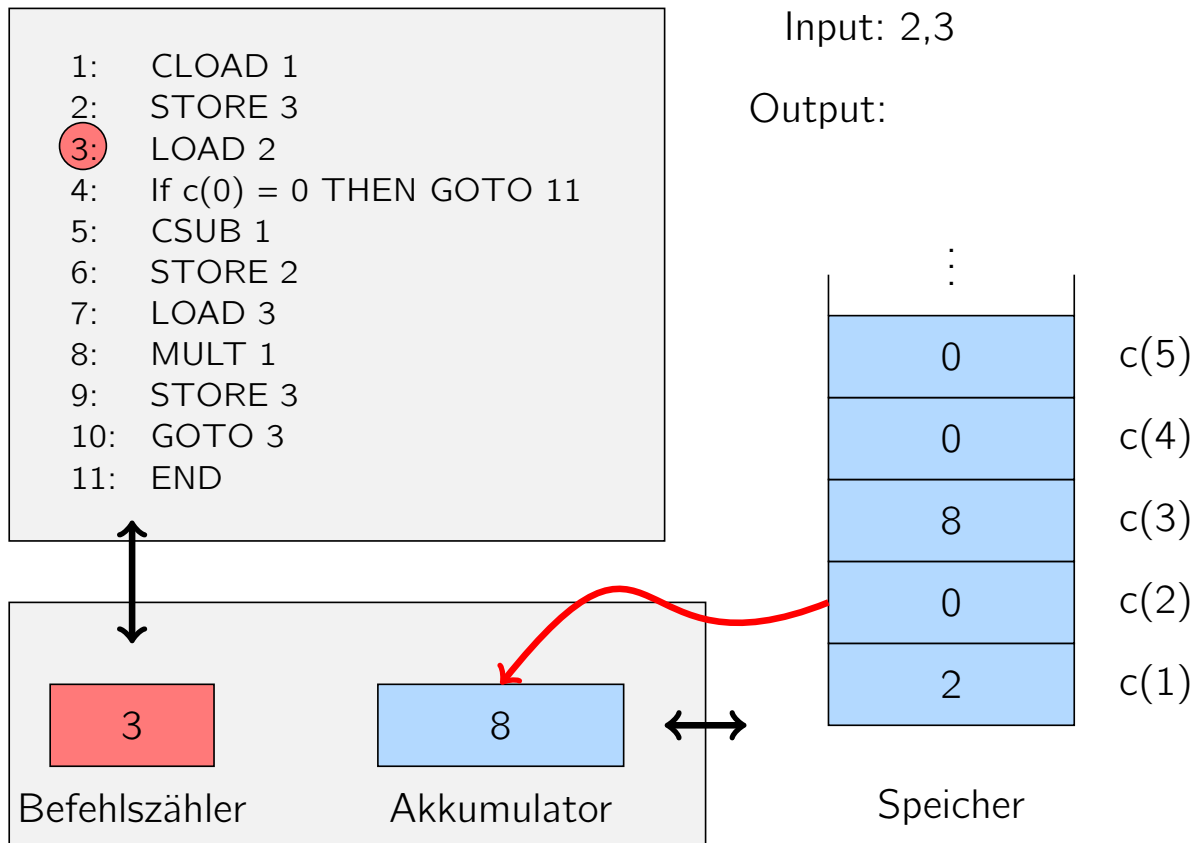 1: CLOAD 1
2: STORE 3
3: LOAD 2
4: If c(0) = 0 THEN GOTO 11
5: CSUB 1
6: STORE 2
7: LOAD 3
8: MULT 1
9: STORE 3
10: GOTO 3
11: END
Input: 2,3
Output:
⋮
0 c(5)
0 c(4)
8 c(3)
0 c(2)
2 c(1)
Speicher
3
Befehlszähler
8
Akkumulator